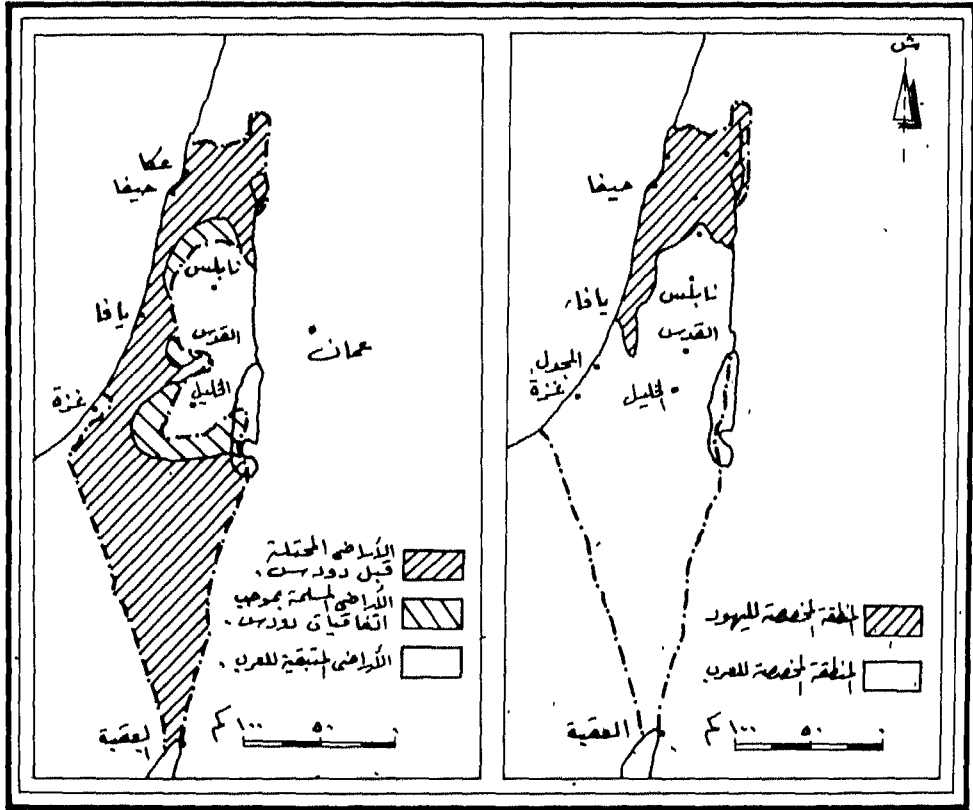 ش
حيفا
يافا
نابلس
القدس
المجدل
غزة
الخليل
المنطقة المخصصة لليهود
المنطقة المخصصة للعرب
٠ ٥٠ ١٠٠ كم
العقبة
عكا
حيفا
نابلس
يافا
القدس
عمان
الخليل
غزة
الأراضي المحتلة
قبل رودس.
الأراضي المسلمة بموجب
اتفاقيات رودس.
الأراضي المتبقية للعرب.
٠ ٥٠ ١٠٠ كم
العقبة